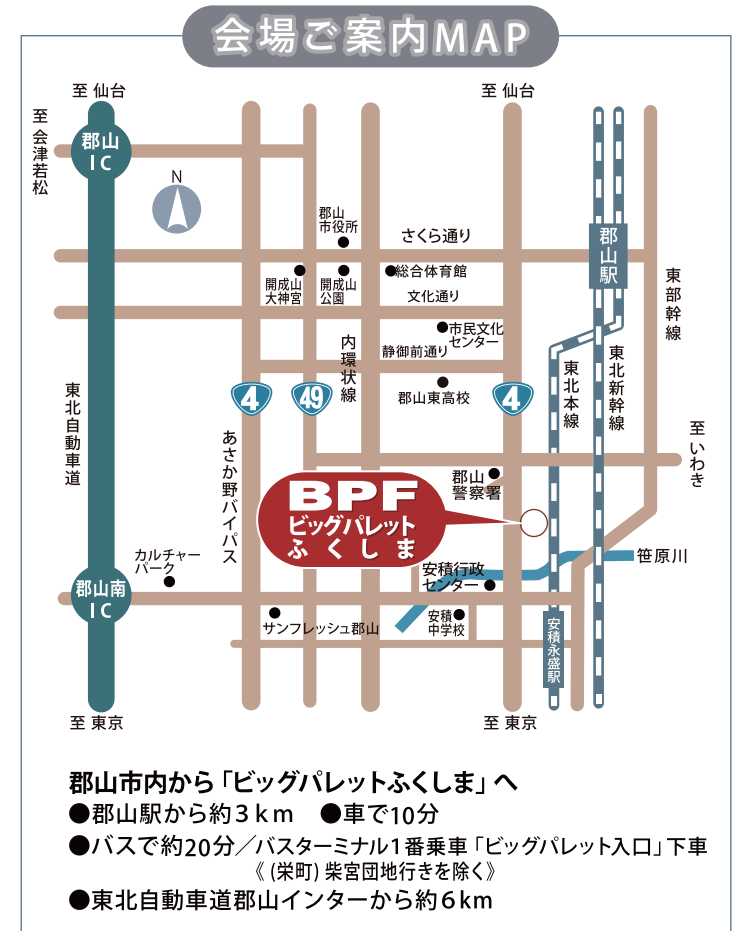 会場ご案内MAP
至 仙台
至 仙台
至 会津若松
郡山
IC
N
郡山
市役所
さくら通り
郡山駅
開成山
大神宮
開成山
公園
総合体育館
文化通り
東部幹線
市民文化
センター
内環状線
静御前通り
東北本線
東北新幹線
郡山東高校
4
49
4
東北自動車道
あさか野バイパス
至 いわき
郡山
警察署
BPF
ビッグパレット
ふくしま
カルチャー
パーク
安積行政
センター
笹原川
郡山南
IC
サンフレッシュ郡山
安積
中学校
安積永盛駅
至 東京
至 東京
郡山市内から「ビッグパレットふくしま」へ
●郡山駅から約3km ●車で10分
●バスで約20分／バスターミナル1番乗車「ビッグパレット入口」下車
《 (栄町) 柴宮団地行きを除く》
●東北自動車道郡山インターから約6km